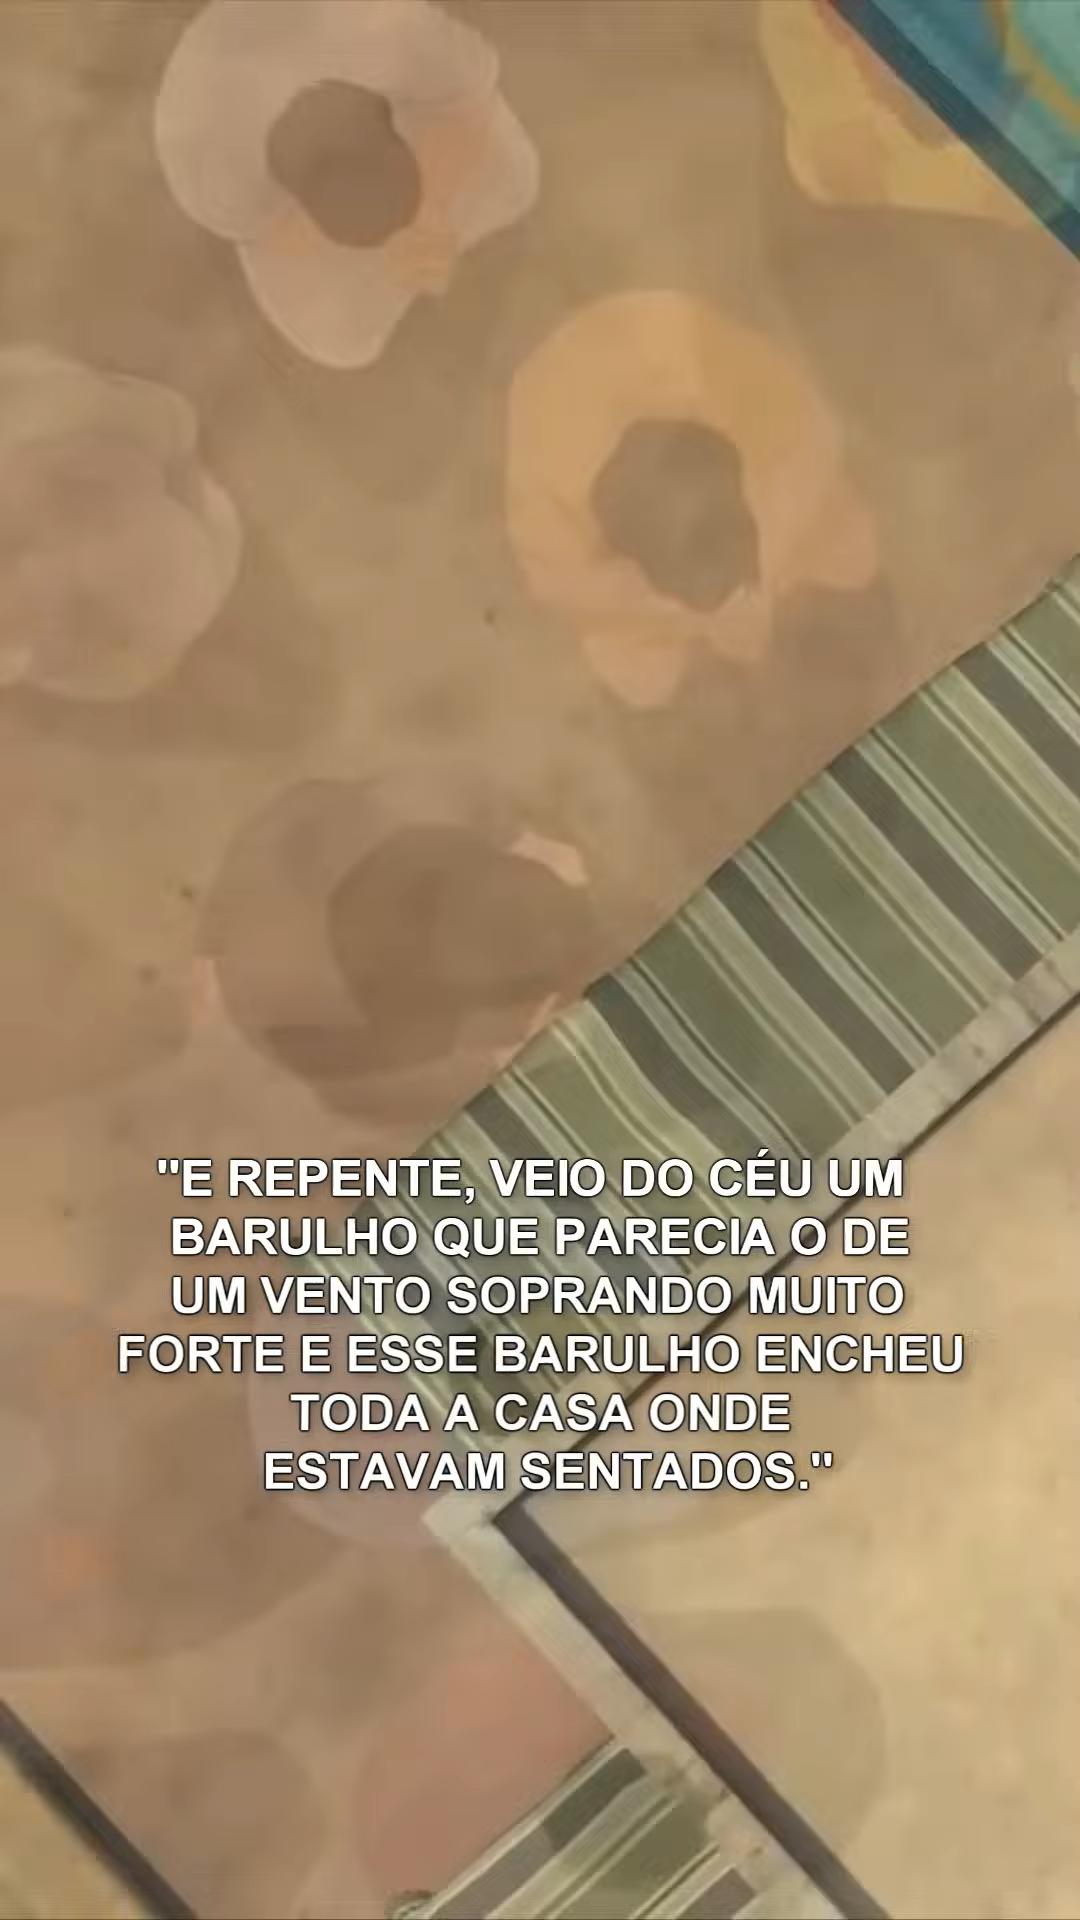 "E REPENTE, VEIO DO CÉU UM
BARULHO QUE PARECIA O DE
UM VENTO SOPRANDO MUITO
FORTE E ESSE BARULHO ENCHEU
TODA A CASA ONDE
ESTAVAM SENTADOS."